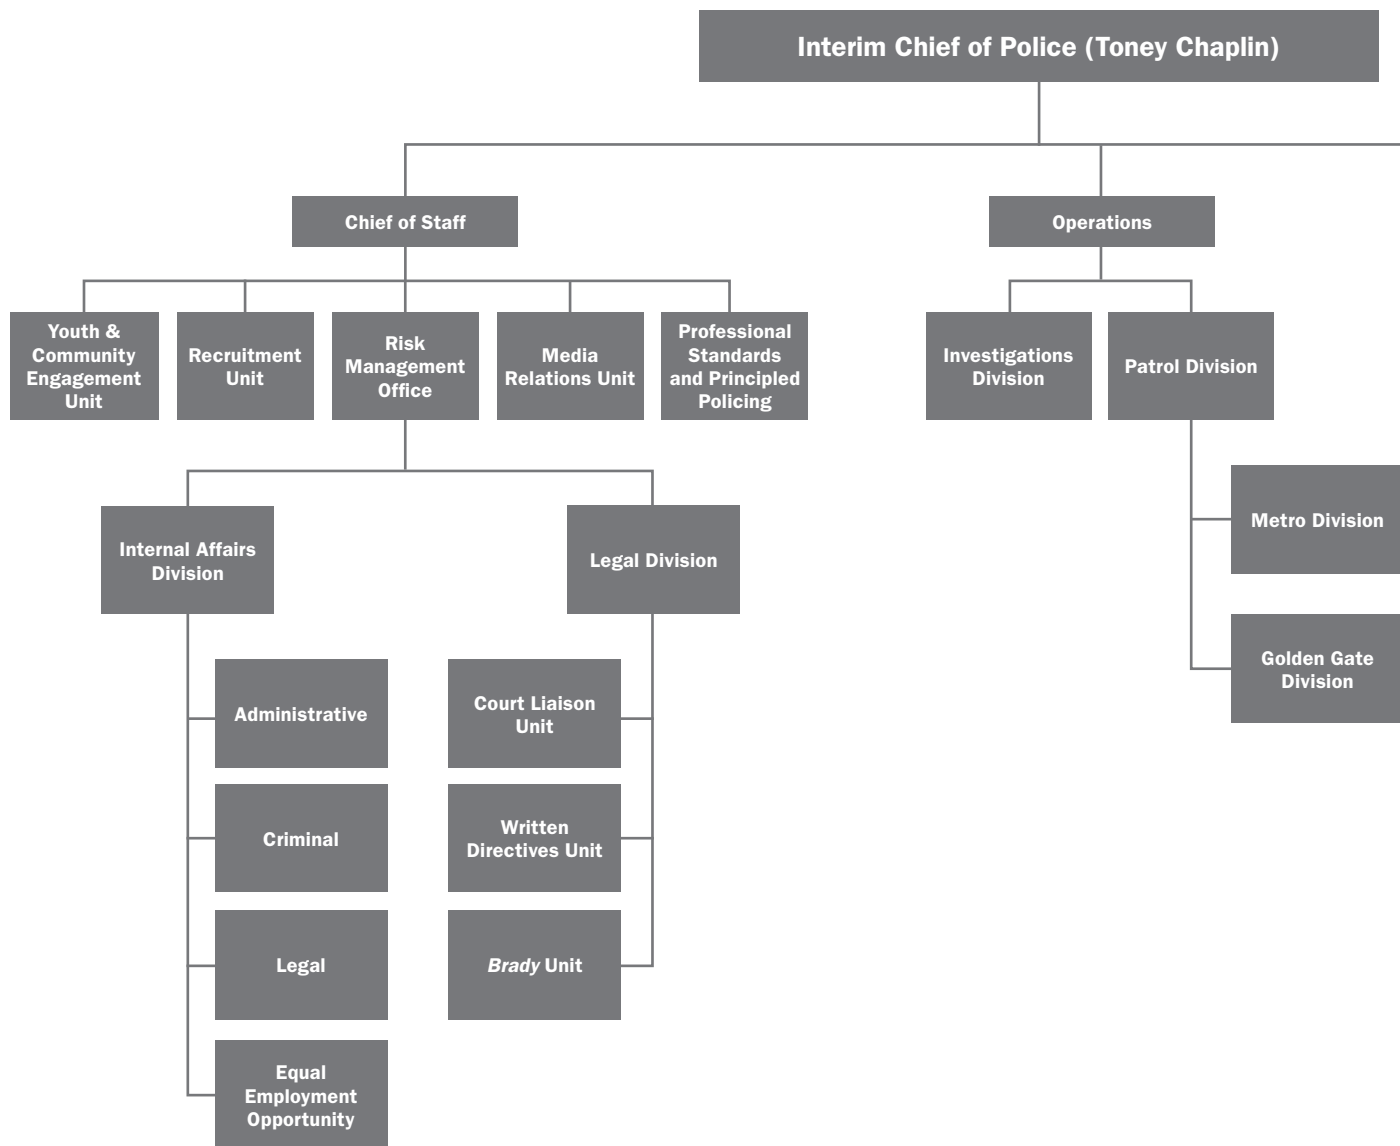 Interim Chief of Police (Toney Chaplin)
Chief of Staff
Operations
Youth &
Community
Engagement
Unit
Recruitment
Unit
Risk
Management
Office
Media
Relations Unit
Professional
Standards
and Principled
Policing
Investigations
Division
Patrol Division
Metro Division
Golden Gate
Division
Internal Affairs
Division
Legal Division
Administrative
Criminal
Legal
Equal
Employment
Opportunity
Court Liaison
Unit
Written
Directives Unit
Brady Unit